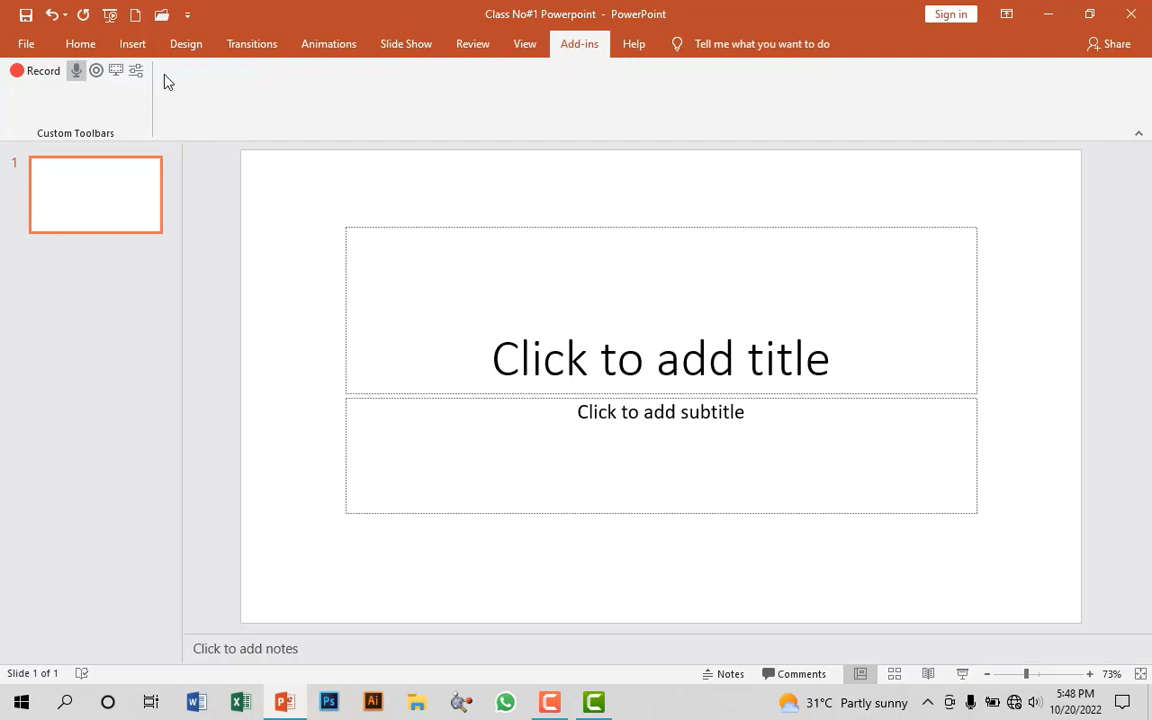 Class No#1 Powerpoint - PowerPoint
Sign in
File Home Insert Design Transitions Animations Slide Show Review View Add-ins Help Tell me what you want to do Share
Record
Custom Toolbars
1
Click to add title
Click to add subtitle
Click to add notes
Slide 1 of 1 Notes Comments 73%
31°C Partly sunny
5:48 PM
10/20/2022